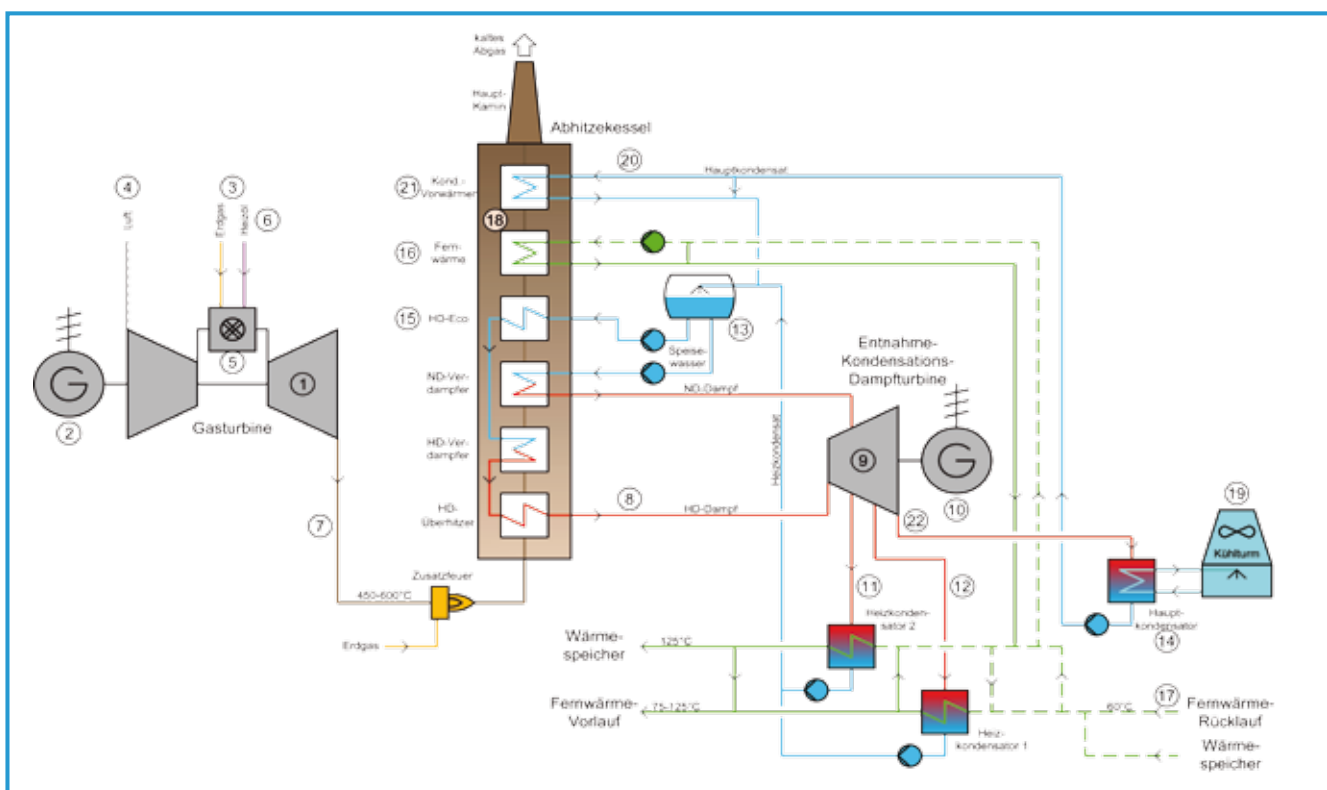 kaltes
Abgas
Haupt-
Kamin
Abhitzekessel
20
Hauptkondensat
4
3
6
Luft
Erdgas
Heizöl
21
Kond.-
Vorwärmer
18
16
Fern-
wärme
15
HD-Eco
13
Speise-
wasser
5
1
G
2
Gasturbine
ND-Ver-
dampfer
ND-Dampf
Entnahme-
Kondensations-
Dampfturbine
HD-Ver-
dampfer
Heizkondensat
9
G
10
HD-
Überhitzer
8
HD-Dampf
22
19
Kühlturm
7
Zusatzfeuer
450-600°C
Erdgas
11
12
Heizkonden-
sator 2
Haupt-
kondensator
14
Wärme-
speicher
125°C
Fernwärme-
Vorlauf
75-125°C
60°C
17
Fernwärme-
Rücklauf
Heiz-
kondensator 1
Wärme-
speicher